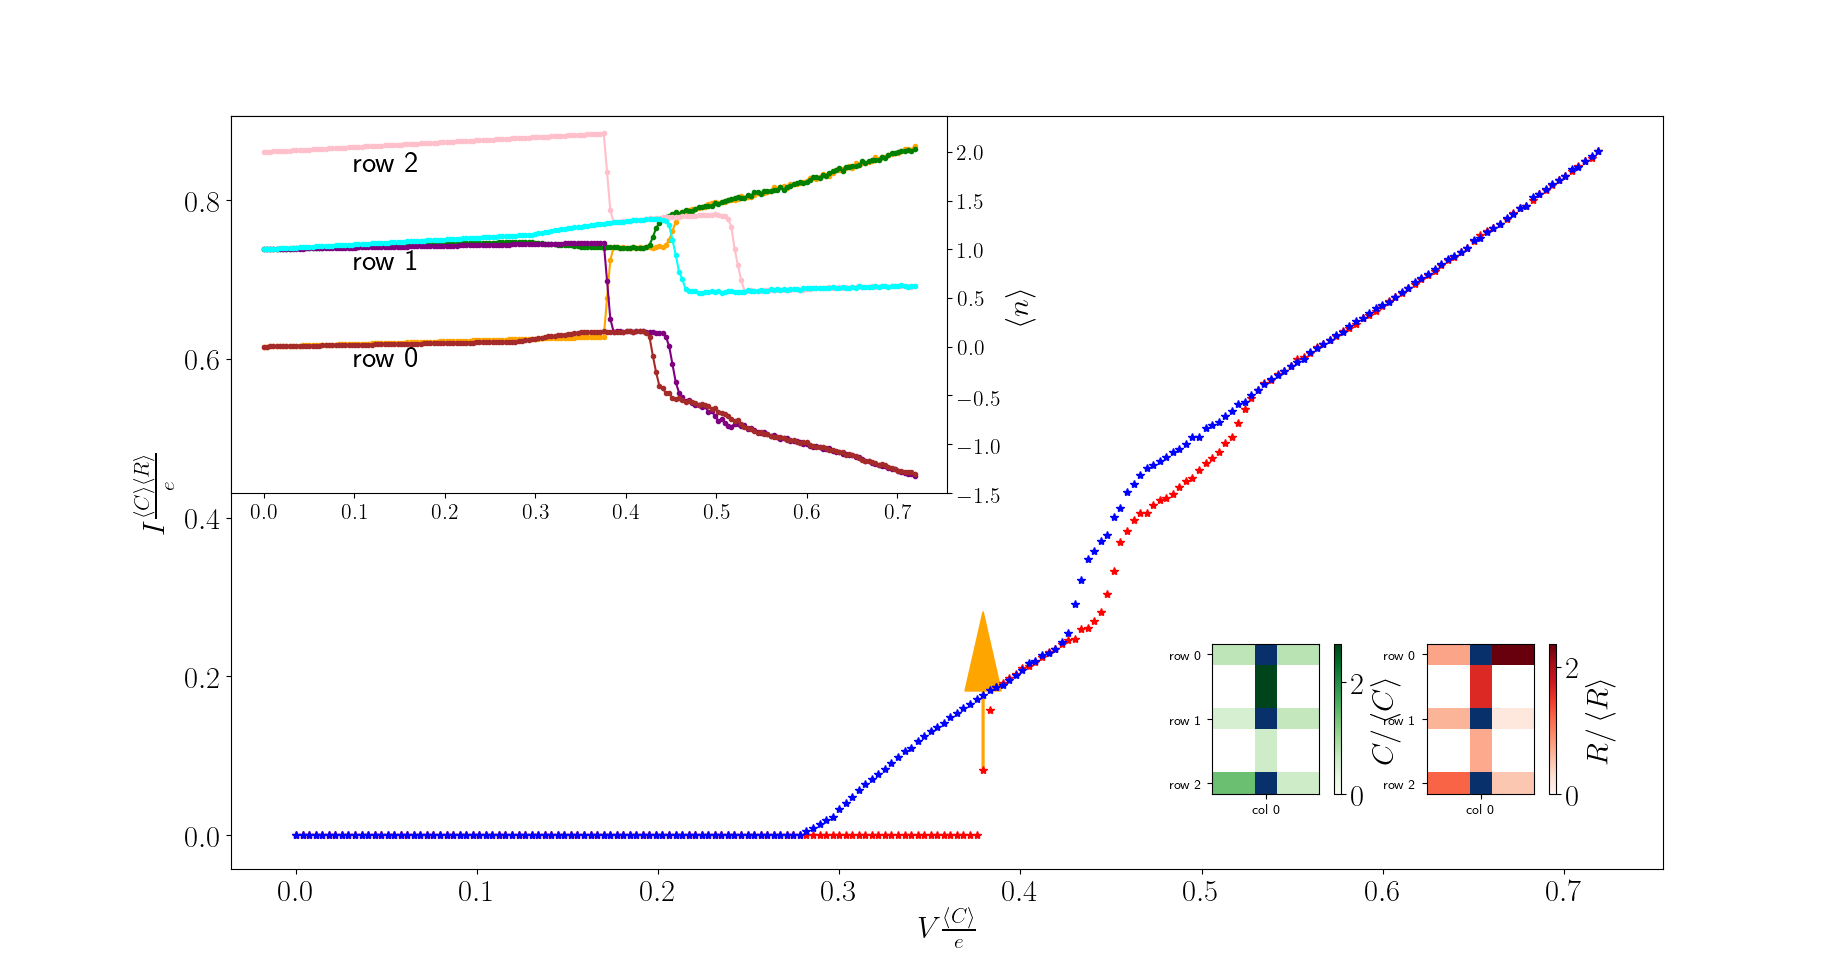 row 2
row 1
row 0
2.0
1.5
1.0
0.5
0.0
−0.5
−1.0
−1.5
⟨n⟩
0.0 0.1 0.2 0.3 0.4 0.5 0.6 0.7
0.8
0.6
0.4
0.2
0.0
I ⟨C⟩⟨R⟩/e
row 0
row 1
row 2
col 0
2
0
C/⟨C⟩
row 0
row 1
row 2
col 0
2
0
R/⟨R⟩
0.0 0.1 0.2 0.3 0.4 0.5 0.6 0.7
V ⟨C⟩/e